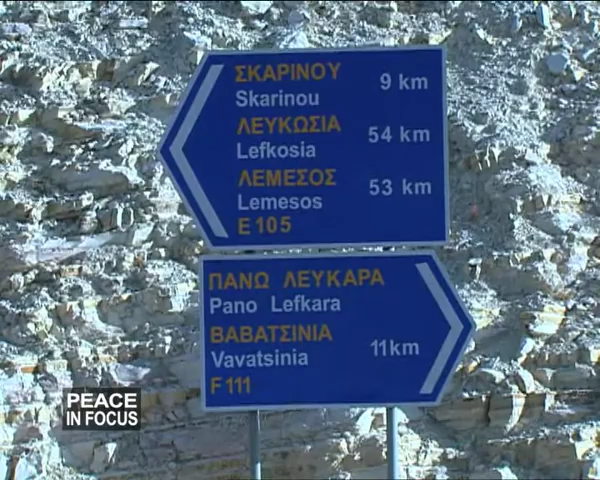 ΣΚΑΡΙΝΟΥ 9 km
Skarinou
ΛΕΥΚΩΣΙΑ 54 km
Lefkosia
ΛΕΜΕΣΟΣ 53 km
Lemesos
E 105
ΠΑΝΩ ΛΕΥΚΑΡΑ
Pano Lefkara
ΒΑΒΑΤΣΙΝΙΑ 11km
Vavatsinia
F 111
PEACE
IN FOCUS